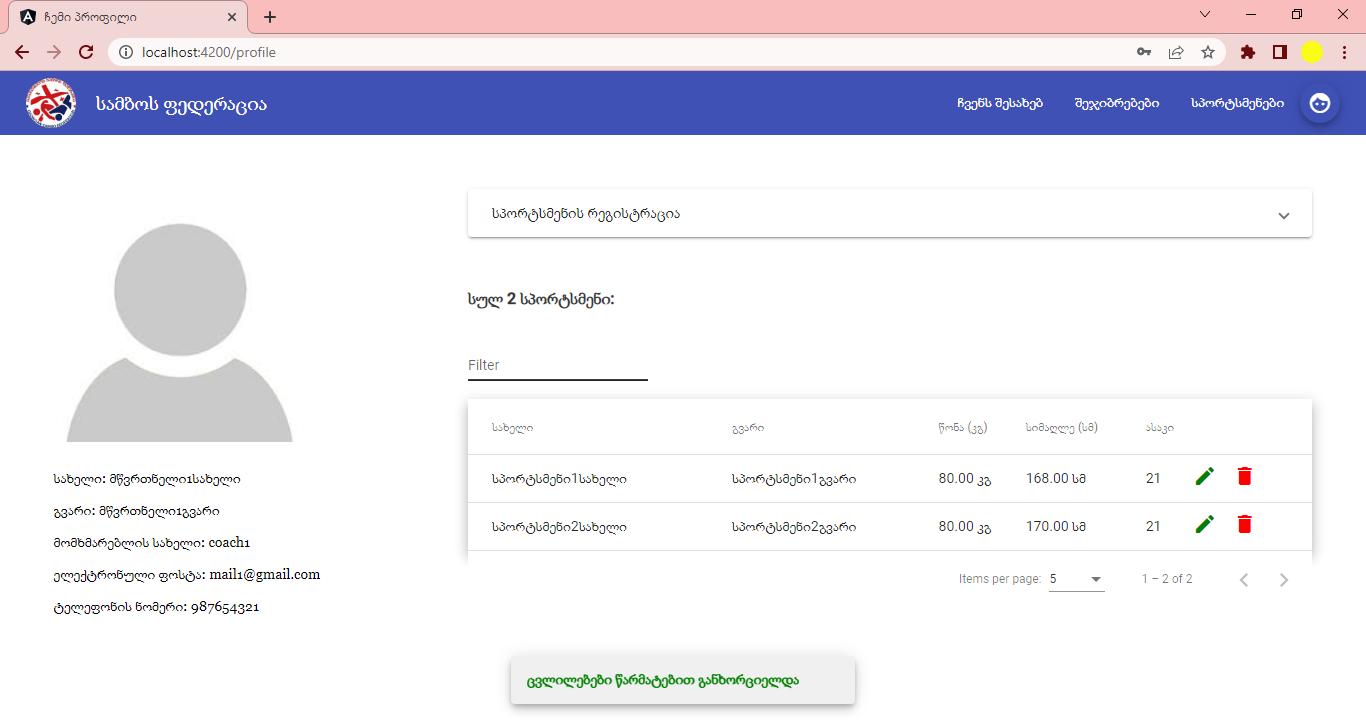 ჩემი პროფილი
localhost:4200/profile
სამბოს ფედერაცია
ჩვენს შესახებ შეჯიბრებები სპორტსმენები
სპორტსმენის რეგისტრაცია
სულ 2 სპორტსმენი:
Filter
სახელი გვარი წონა (კგ) სიმაღლე (სმ) ასაკი
სპორტსმენი1სახელი სპორტსმენი1გვარი 80.00 კგ 168.00 სმ 21
სპორტსმენი2სახელი სპორტსმენი2გვარი 80.00 კგ 170.00 სმ 21
Items per page: 5 1 – 2 of 2
სახელი: მწვრთნელი1სახელი
გვარი: მწვრთნელი1გვარი
მომხმარებლის სახელი: coach1
ელექტრონული ფოსტა: mail1@gmail.com
ტელეფონის ნომერი: 987654321
ცვლილებები წარმატებით განხორციელდა